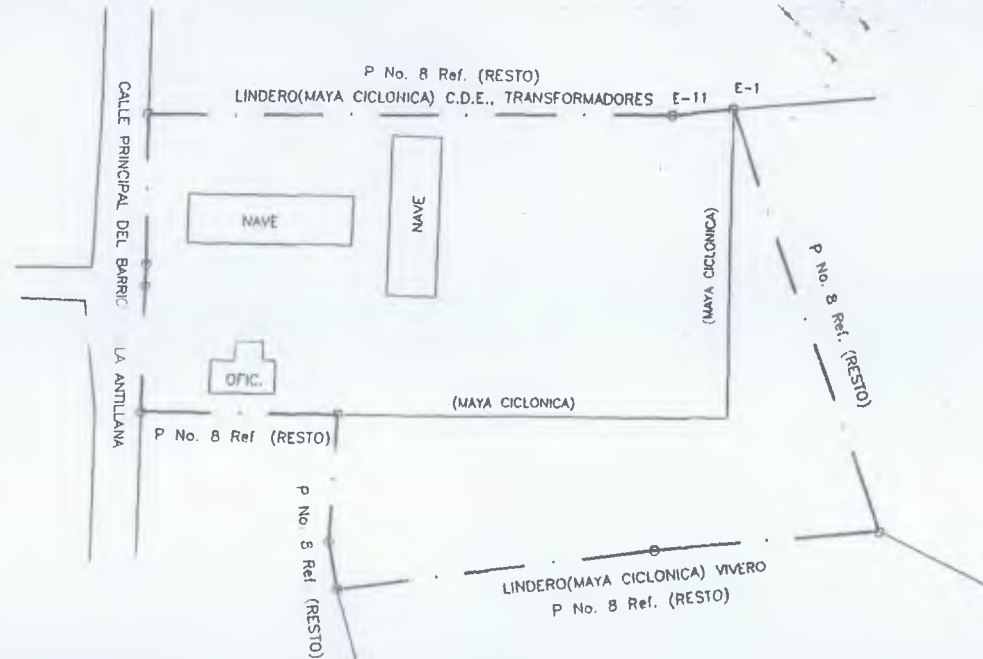 P No. 8 Ref. (RESTO)
LINDERO(MAYA CICLONICA) C.D.E., TRANSFORMADORES E-11 E-1
CALLE PRINCIPAL DEL BARRIO LA ANTILLANA
NAVE
NAVE
(MAYA CICLONICA)
P No. 8 Ref. (RESTO)
OFIC.
(MAYA CICLONICA)
P No. 8 Ref (RESTO)
P No. 8 Ref (RESTO)
LINDERO(MAYA CICLONICA) VIVERO
P No. 8 Ref. (RESTO)